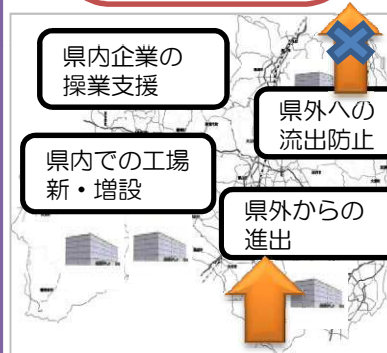 県内企業の
操業支援
県外への
流出防止
県内での工場
新・増設
県外からの
進出